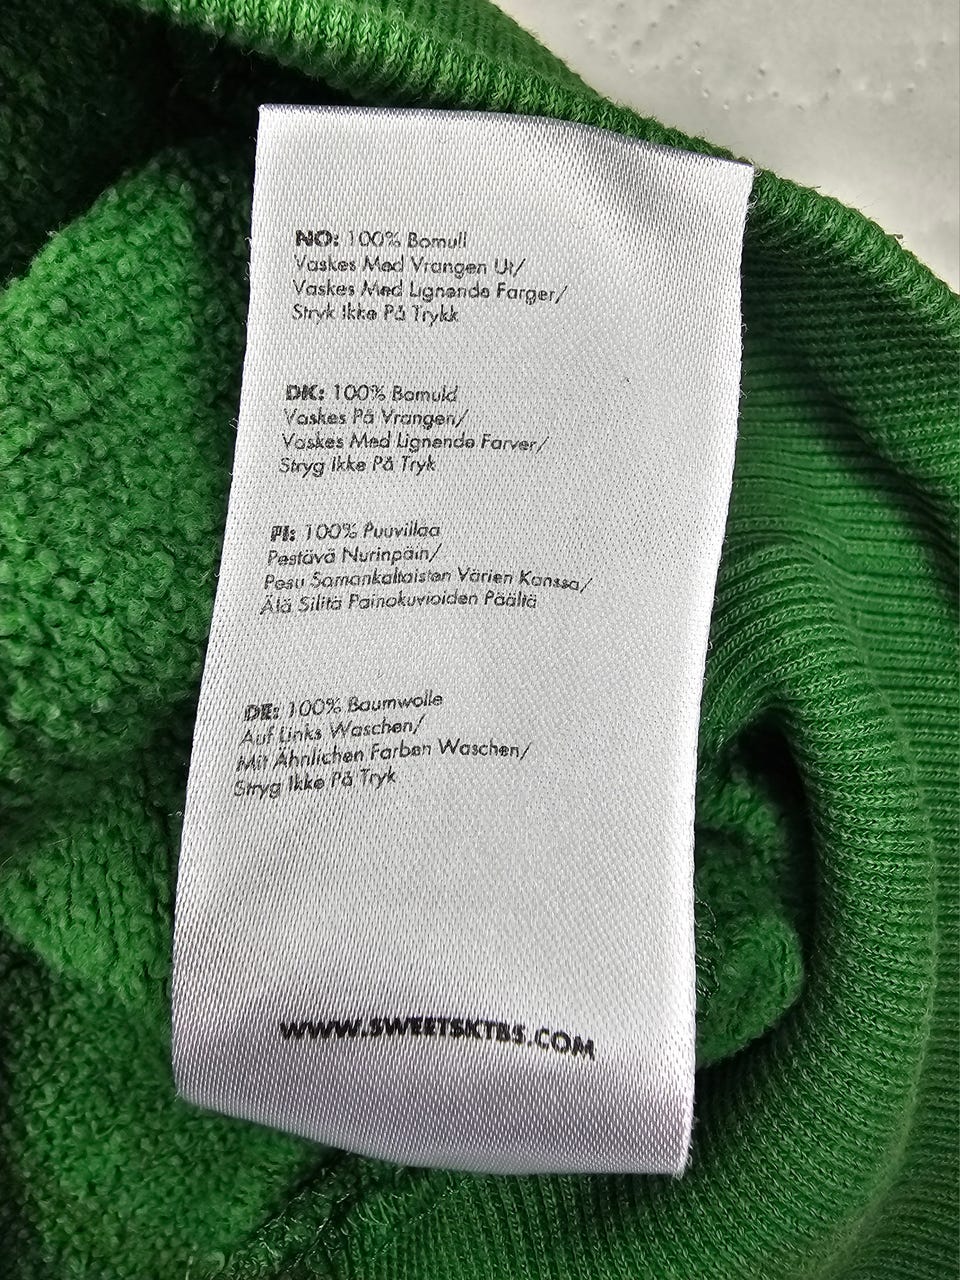 NO: 100% Bomull
Vaskes Med Vrangen Ut/
Vaskes Med Lignende Farger/
Stryk Ikke På Trykk
DK: 100% Bomuld
Vaskes På Vrangen/
Vaskes Med Lignende Farver/
Stryg Ikke På Tryk
FI: 100% Puuvillaa
Pestävä Nurinpäin/
Pesu Samankaltaisten Värien Kanssa/
Älä Silitä Painokuvioiden Päältä
DE: 100% Baumwolle
Auf Links Waschen/
Mit Ähnlichen Farben Waschen/
Stryg Ikke På Tryk
WWW.SWEETSKTBS.COM